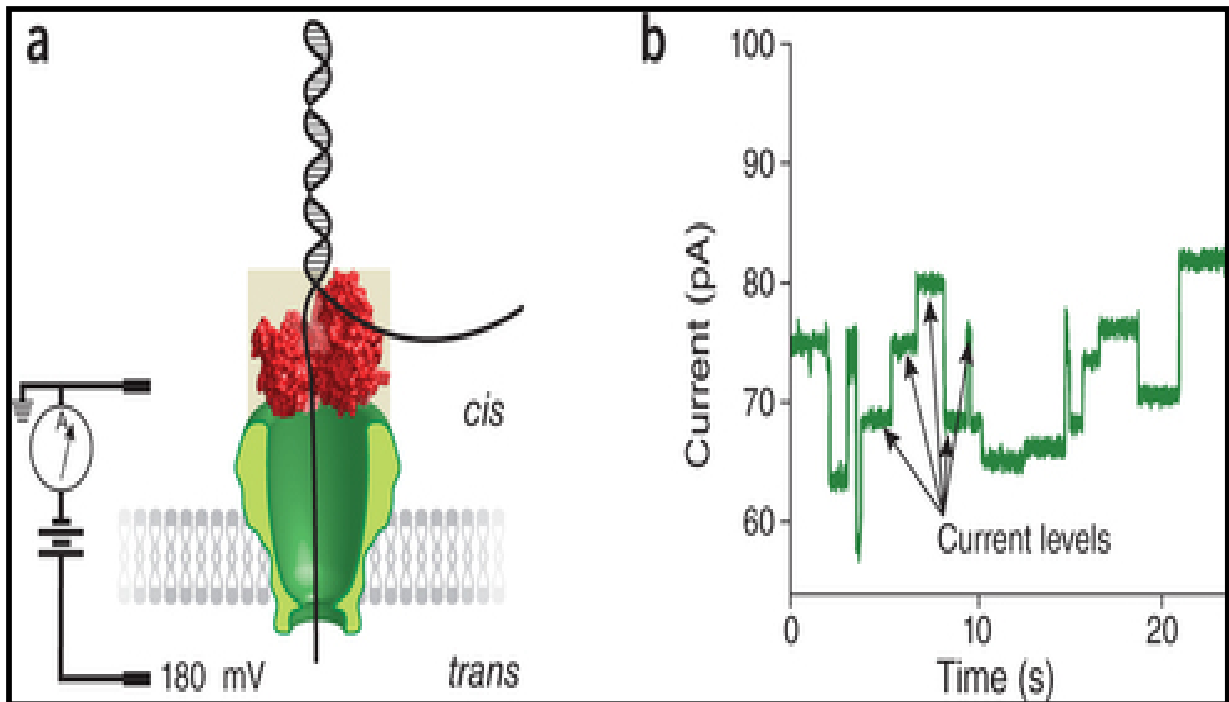 a
A
cis
trans
180 mV
b
100
90
80
70
60
Current (pA)
Current levels
0
10
20
Time (s)